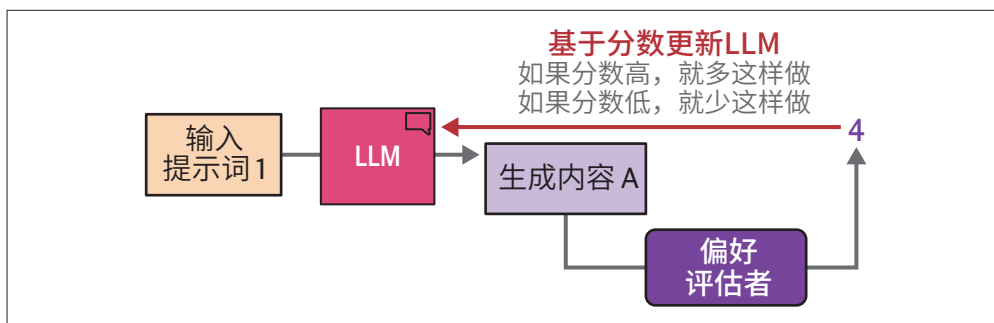 基于分数更新LLM
如果分数高，就多这样做
如果分数低，就少这样做
输入
提示词 1
LLM
4
生成内容 A
偏好
评估者